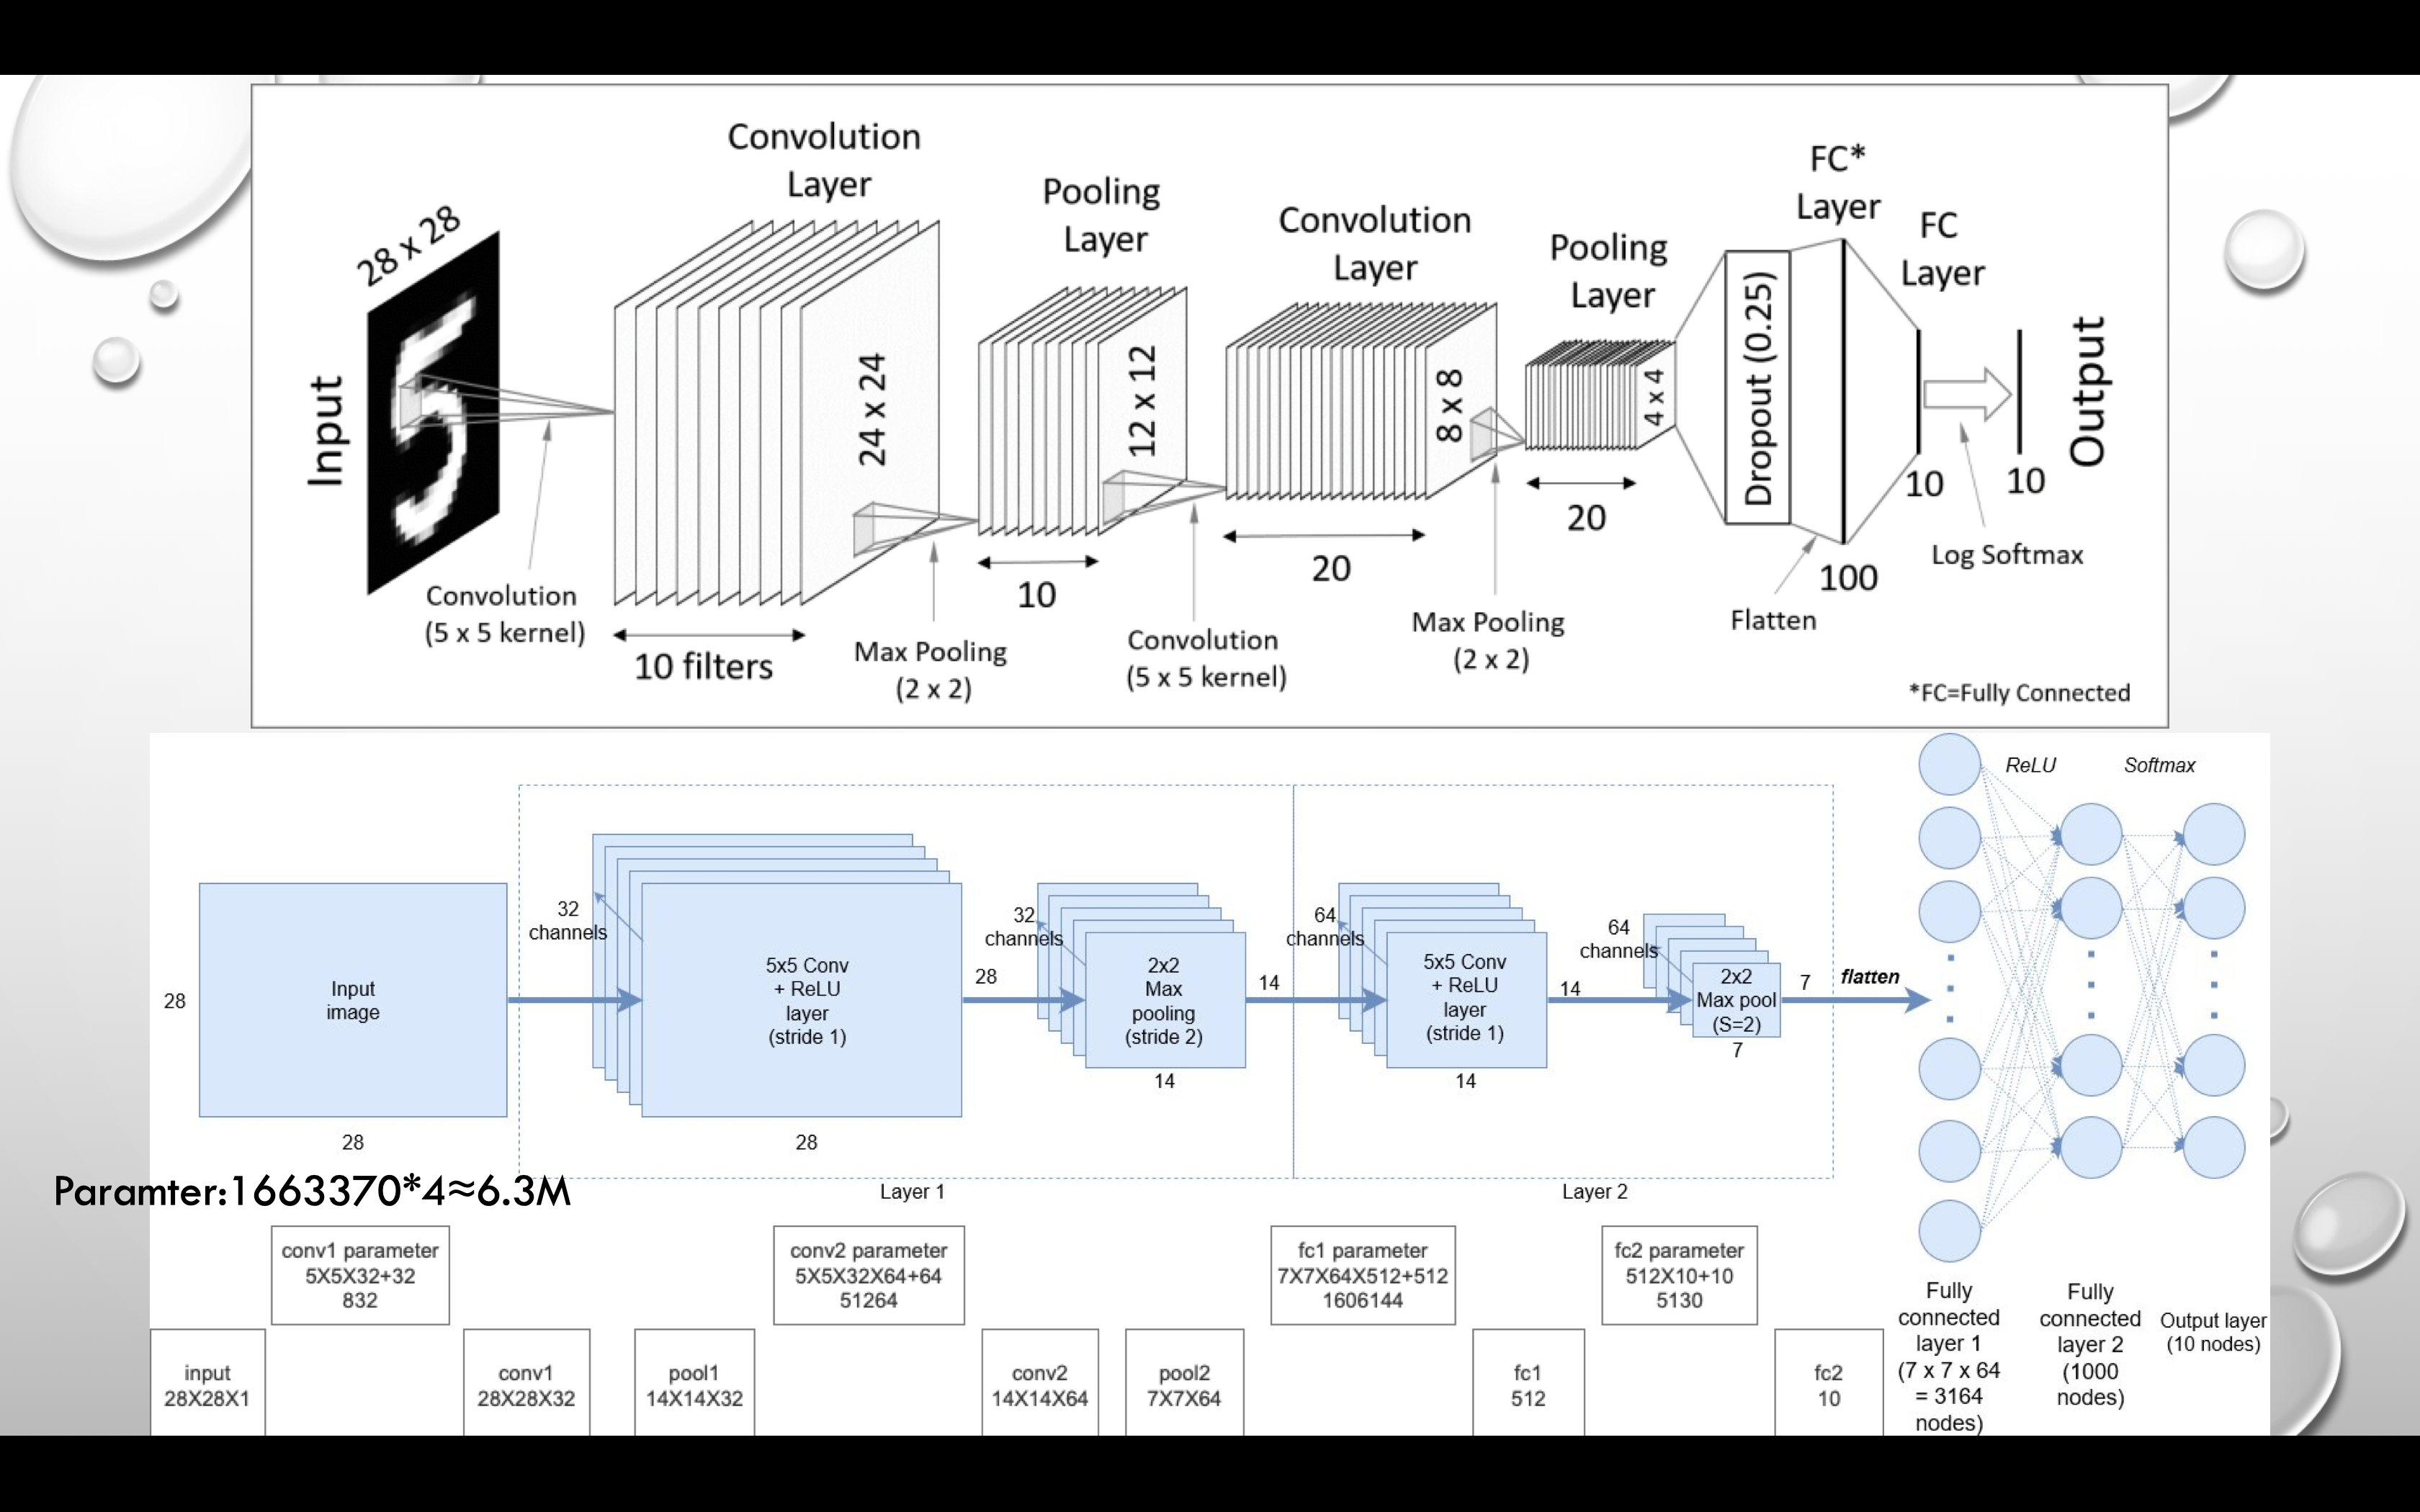 Convolution
Layer
Pooling
Layer
Convolution
Layer
Pooling
Layer
FC*
Layer
FC
Layer
28 x 28
Input
24 x 24
12 x 12
8 x 8
4 x 4
Dropout (0.25)
Output
Convolution
(5 x 5 kernel)
10 filters
Max Pooling
(2 x 2)
10
Convolution
(5 x 5 kernel)
20
Max Pooling
(2 x 2)
20
Flatten
100
10
10
Log Softmax
*FC=Fully Connected
ReLU
Softmax
28
Input
image
28
32
channels
5x5 Conv
+ ReLU
layer
(stride 1)
28
28
32
channels
2x2
Max
pooling
(stride 2)
14
14
64
channels
5x5 Conv
+ ReLU
layer
(stride 1)
14
14
64
channels
2x2
Max pool
(S=2)
7
7
flatten
Layer 1
Layer 2
Paramter:1663370*4≈6.3M
conv1 parameter
5X5X32+32
832
conv2 parameter
5X5X32X64+64
51264
fc1 parameter
7X7X64X512+512
1606144
fc2 parameter
512X10+10
5130
input
28X28X1
conv1
28X28X32
pool1
14X14X32
conv2
14X14X64
pool2
7X7X64
fc1
512
fc2
10
Fully
connected
layer 1
(7 x 7 x 64
= 3164
nodes)
Fully
connected
layer 2
(1000
nodes)
Output layer
(10 nodes)